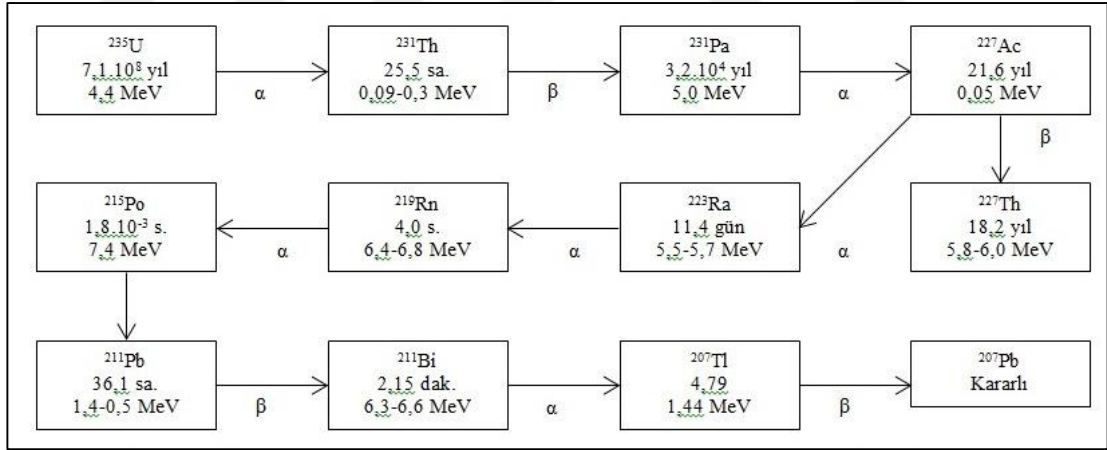 ²³⁵U
7,1.10⁸ yıl
4,4 MeV
α
²³¹Th
25,5 sa.
0,09-0,3 MeV
β
²³¹Pa
3,2.10⁴ yıl
5,0 MeV
α
²²⁷Ac
21,6 yıl
0,05 MeV
β
²¹⁵Po
1,8.10⁻³ s.
7,4 MeV
α
²¹⁹Rn
4,0 s.
6,4-6,8 MeV
α
²²³Ra
11,4 gün
5,5-5,7 MeV
α
²²⁷Th
18,2 yıl
5,8-6,0 MeV
²¹¹Pb
36,1 sa.
1,4-0,5 MeV
β
²¹¹Bi
2,15 dak.
6,3-6,6 MeV
α
²⁰⁷Tl
4,79
1,44 MeV
β
²⁰⁷Pb
Kararlı